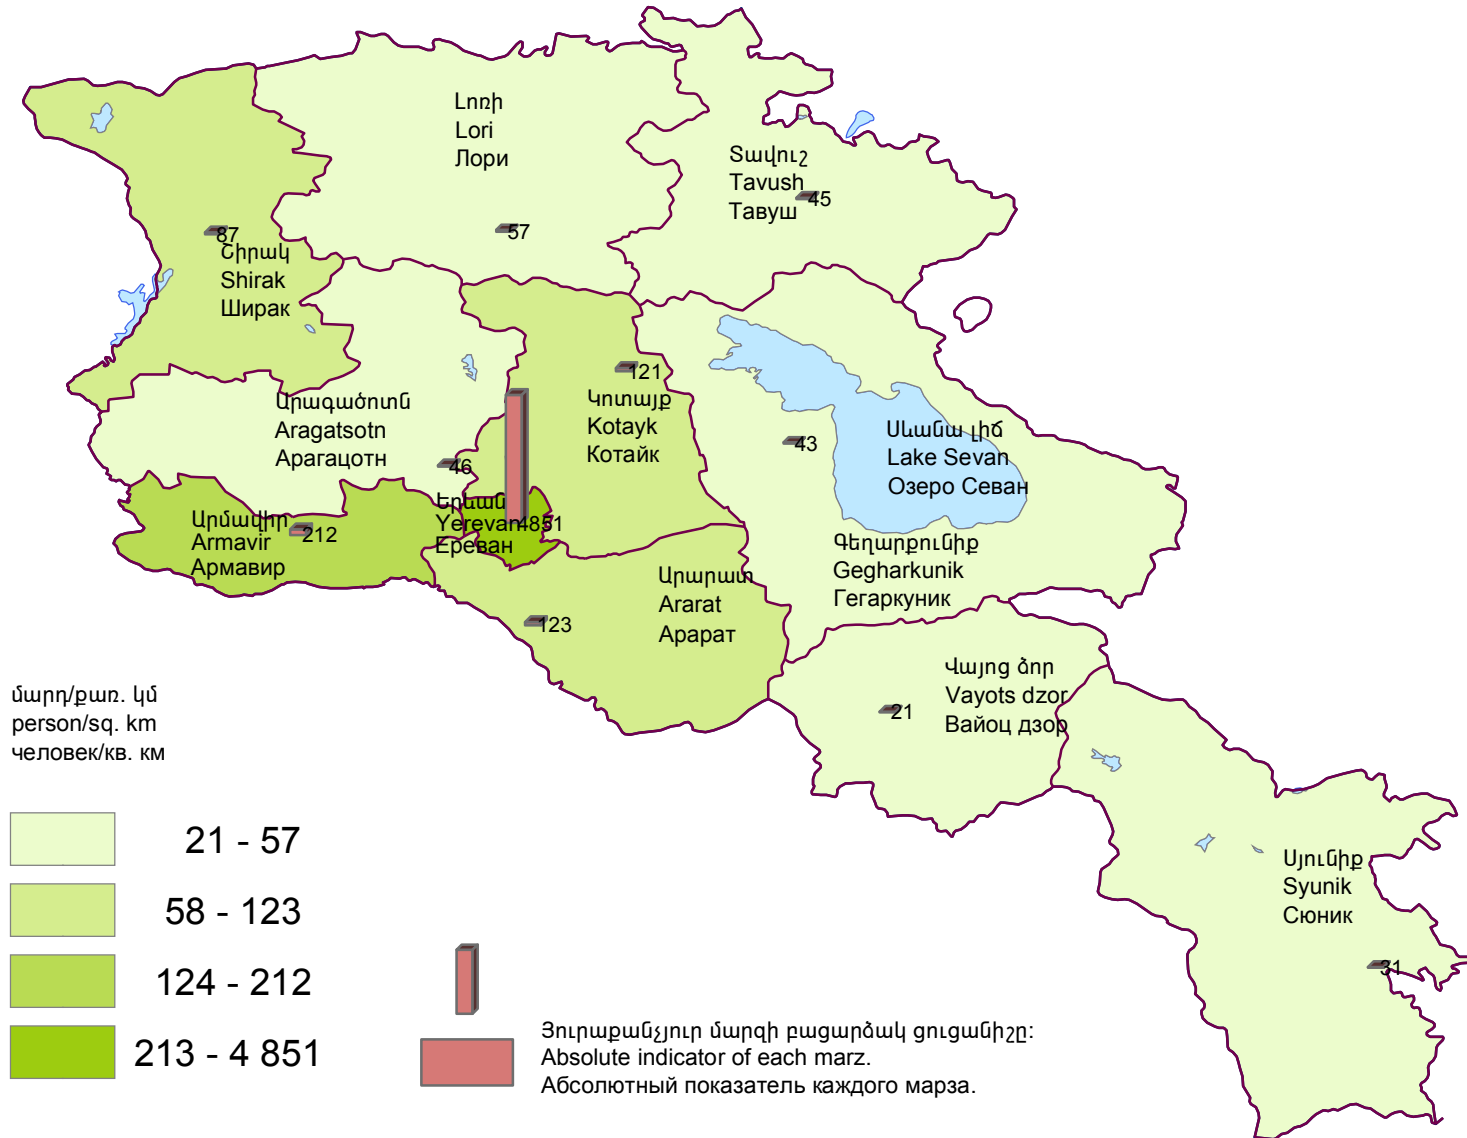 Լոռի
Lori
Лори
57
Տավուշ
Tavush
Тавуш
45
87
Շիրակ
Shirak
Ширак
121
Կոտայք
Kotayk
Котайк
Արագածոտն
Aragatsotn
Арагацотн
46
43
Սևանա լիճ
Lake Sevan
Озеро Севан
Երևան
Yerevan 4851
Ереван
Արմավիր
Armavir
Армавир
212
Գեղարքունիք
Gegharkunik
Гегаркуник
Արարատ
Ararat
Арарат
123
Վայոց ձոր
Vayots dzor
Вайоц дзор
21
Սյունիք
Syunik
Сюник
31
մարդ/քառ. կմ
person/sq. km
человек/кв. км
21 - 57
58 - 123
124 - 212
213 - 4 851
Յուրաքանչյուր մարզի բացարձակ ցուցանիշը:
Absolute indicator of each marz.
Абсолютный показатель каждого марза.